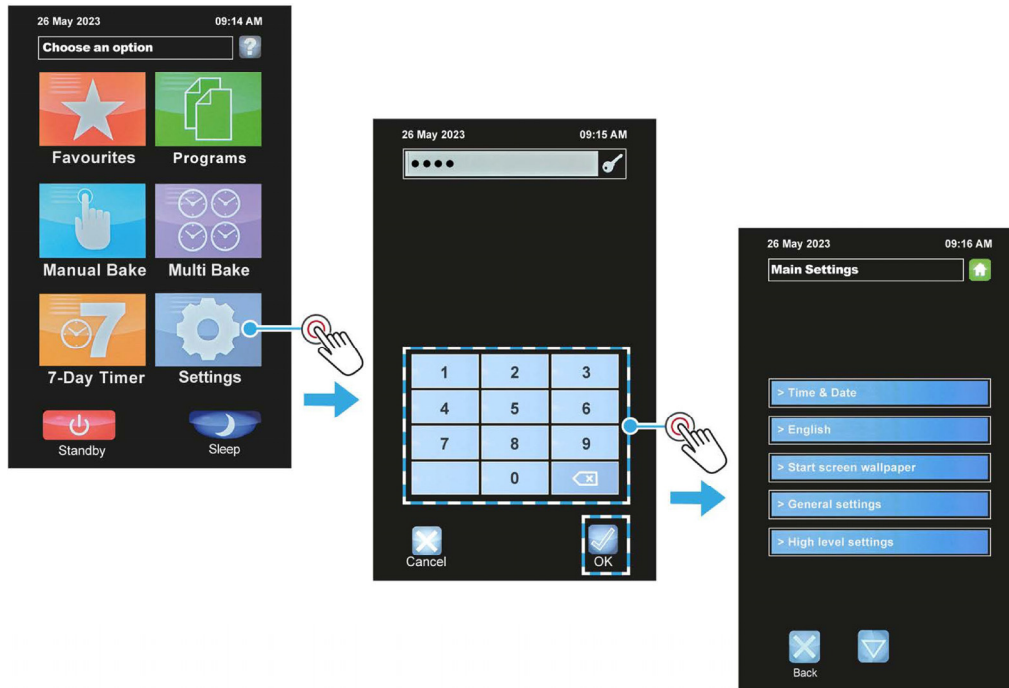 26 May 2023 09:14 AM
Choose an option ?
Favourites Programs
Manual Bake Multi Bake
7
7-Day Timer Settings
Standby Sleep
26 May 2023 09:15 AM
••••
1 2 3
4 5 6
7 8 9
0
Cancel OK
26 May 2023 09:16 AM
Main Settings
> Time & Date
> English
> Start screen wallpaper
> General settings
> High level settings
Back